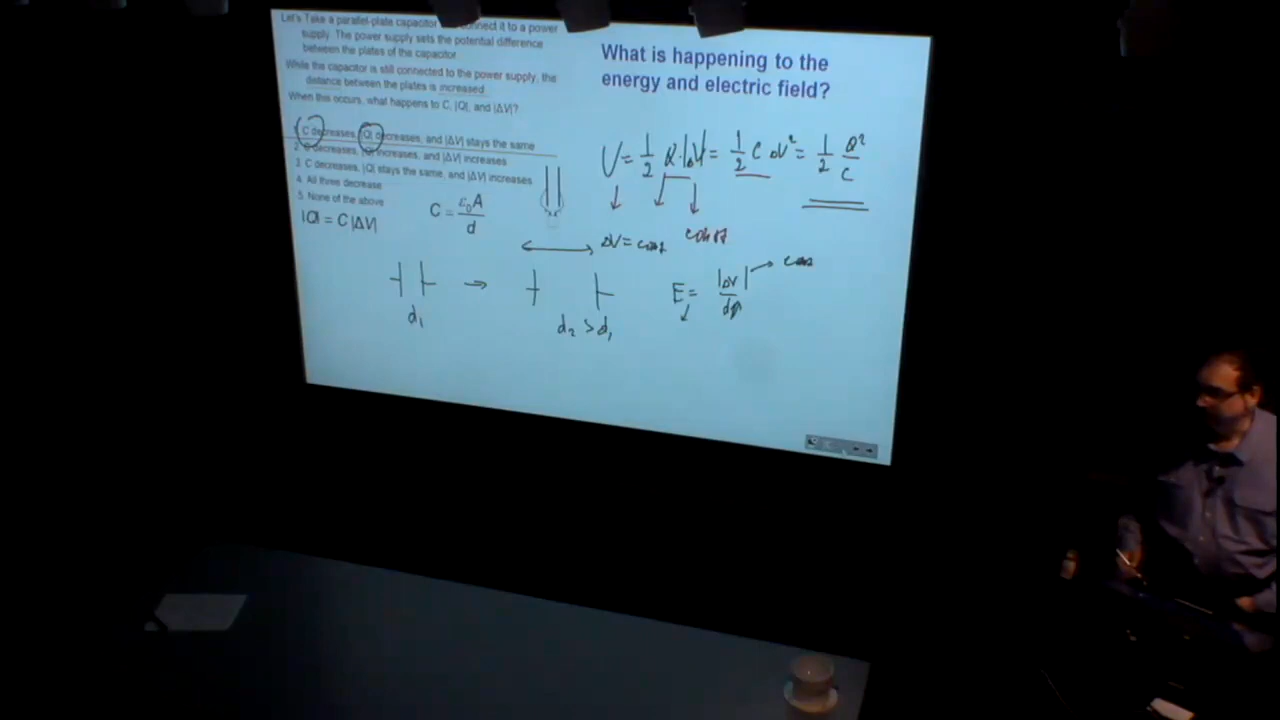 Let's Take a parallel-plate capacitor connect it to a power
supply. The power supply sets the potential difference
between the plates of the capacitor.
While the capacitor is still connected to the power supply, the
distance between the plates is increased.
When this occurs, what happens to C, |Q|, and |ΔV|?
1. C decreases, |Q| decreases, and |ΔV| stays the same
2. decreases, |Q| increases, and |ΔV| increases
3. C decreases, |Q| stays the same, and |ΔV| increases
4. All three decrease
5. None of the above
|Q| = C|ΔV|
C = ε₀A/d
What is happening to the
energy and electric field?
U = 1/2 Q·|ΔV| = 1/2 C ΔV² = 1/2 Q²/C
ΔV = const
const
d₁
d₂ > d₁
E = |ΔV|/d